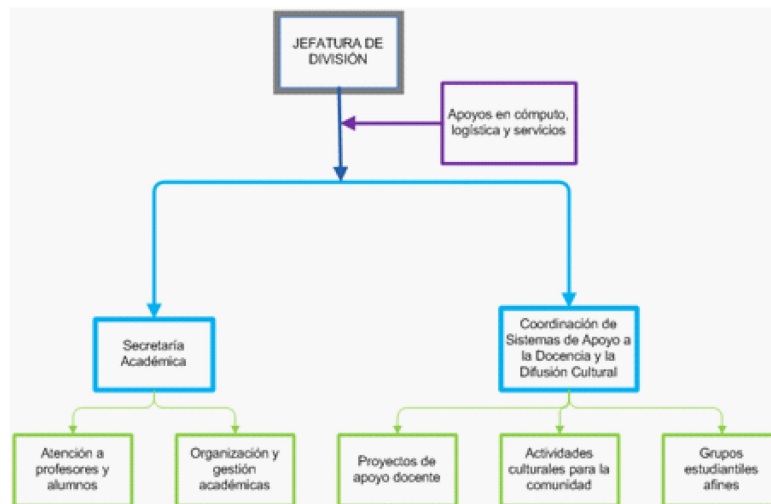 JEFATURA DE
DIVISIÓN
Apoyos en cómputo,
logística y servicios
Secretaría
Académica
Coordinación de
Sistemas de Apoyo a
la Docencia y la
Difusión Cultural
Atención a
profesores y
alumnos
Organización y
gestión
académicas
Proyectos de
apoyo docente
Actividades
culturales para la
comunidad
Grupos
estudiantiles
afines